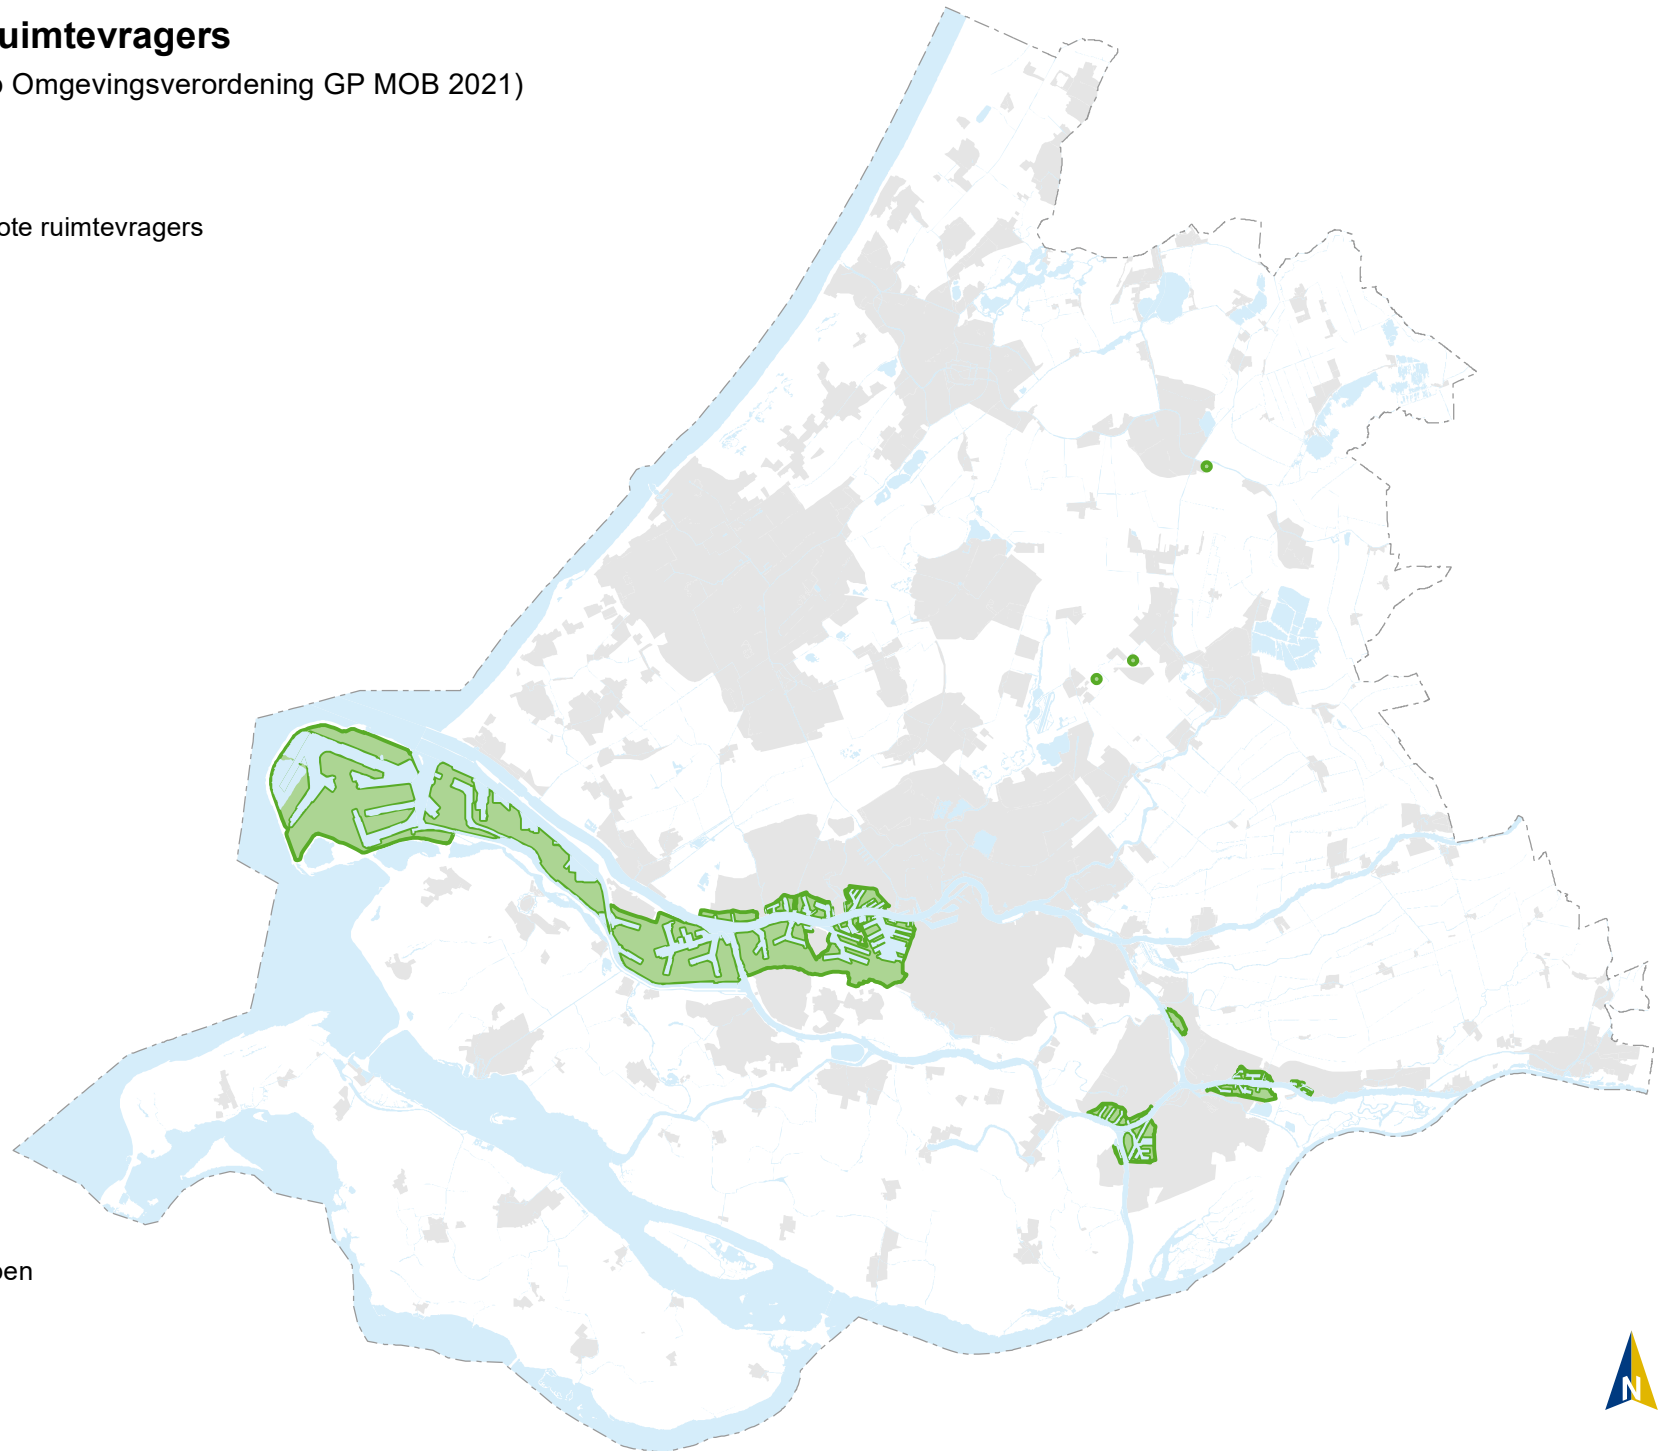 uimtevragers
o Omgevingsverordening GP MOB 2021)
ote ruimtevragers
pen
N